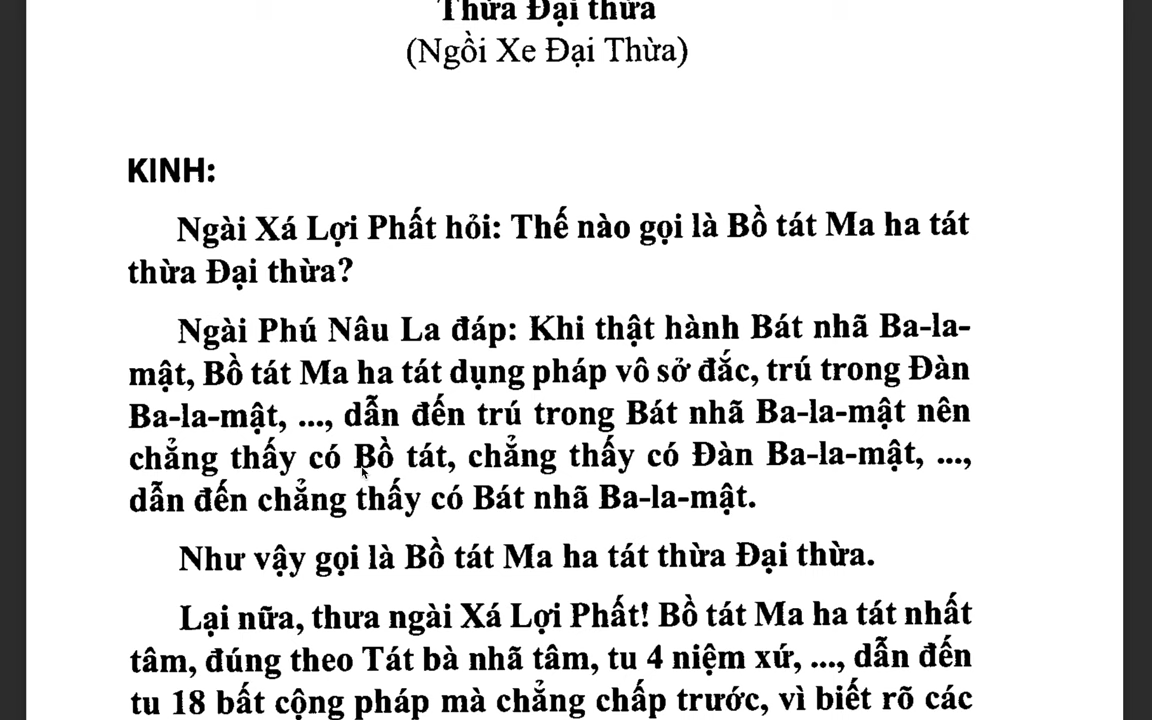 Thừa Đại thừa
(Ngồi Xe Đại Thừa)
KINH:
Ngài Xá Lợi Phất hỏi: Thế nào gọi là Bồ tát Ma ha tát
thừa Đại thừa?
Ngài Phú Nâu La đáp: Khi thật hành Bát nhã Ba-la-
mật, Bồ tát Ma ha tát dụng pháp vô sở đắc, trú trong Đàn
Ba-la-mật, ..., dẫn đến trú trong Bát nhã Ba-la-mật nên
chẳng thấy có Bồ tát, chẳng thấy có Đàn Ba-la-mật, ...,
dẫn đến chẳng thấy có Bát nhã Ba-la-mật.
Như vậy gọi là Bồ tát Ma ha tát thừa Đại thừa.
Lại nữa, thưa ngài Xá Lợi Phất! Bồ tát Ma ha tát nhất
tâm, đúng theo Tát bà nhã tâm, tu 4 niệm xứ, ..., dẫn đến
tu 18 bất cộng pháp mà chẳng chấp trước, vì biết rõ các